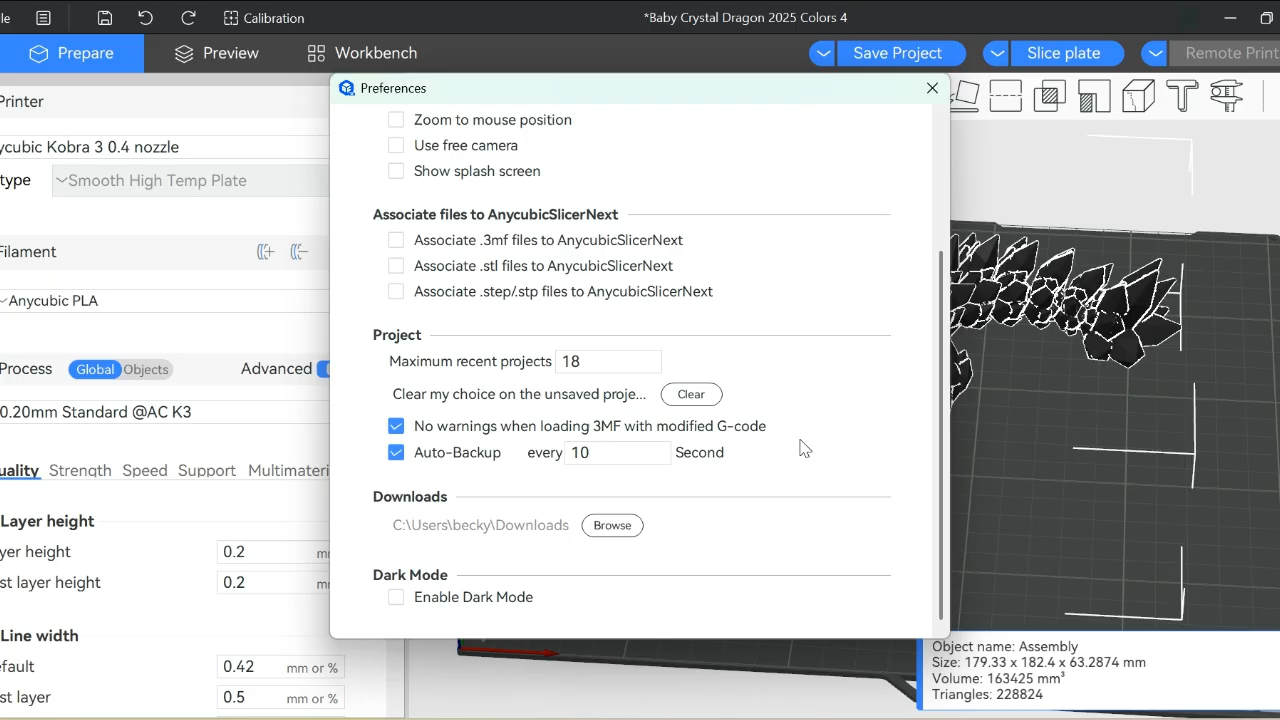 le
Calibration
*Baby Crystal Dragon 2025 Colors 4
Prepare
Preview
Workbench
Save Project
Slice plate
Remote Print
Preferences
Zoom to mouse position
Use free camera
Show splash screen
Associate files to AnycubicSlicerNext
Associate .3mf files to AnycubicSlicerNext
Associate .stl files to AnycubicSlicerNext
Associate .step/.stp files to AnycubicSlicerNext
Project
Maximum recent projects 18
Clear my choice on the unsaved proje... Clear
No warnings when loading 3MF with modified G-code
Auto-Backup every 10 Second
Downloads
C:\Users\becky\Downloads Browse
Dark Mode
Enable Dark Mode
Printer
ycubic Kobra 3 0.4 nozzle
type Smooth High Temp Plate
Filament
Anycubic PLA
Process Global Objects Advanced
0.20mm Standard @AC K3
uality Strength Speed Support Multimateri
Layer height
yer height 0.2 mm
st layer height 0.2 mm
Line width
efault 0.42 mm or %
st layer 0.5 mm or %
Object name: Assembly
Size: 179.33 x 182.4 x 63.2874 mm
Volume: 163425 mm³
Triangles: 228824